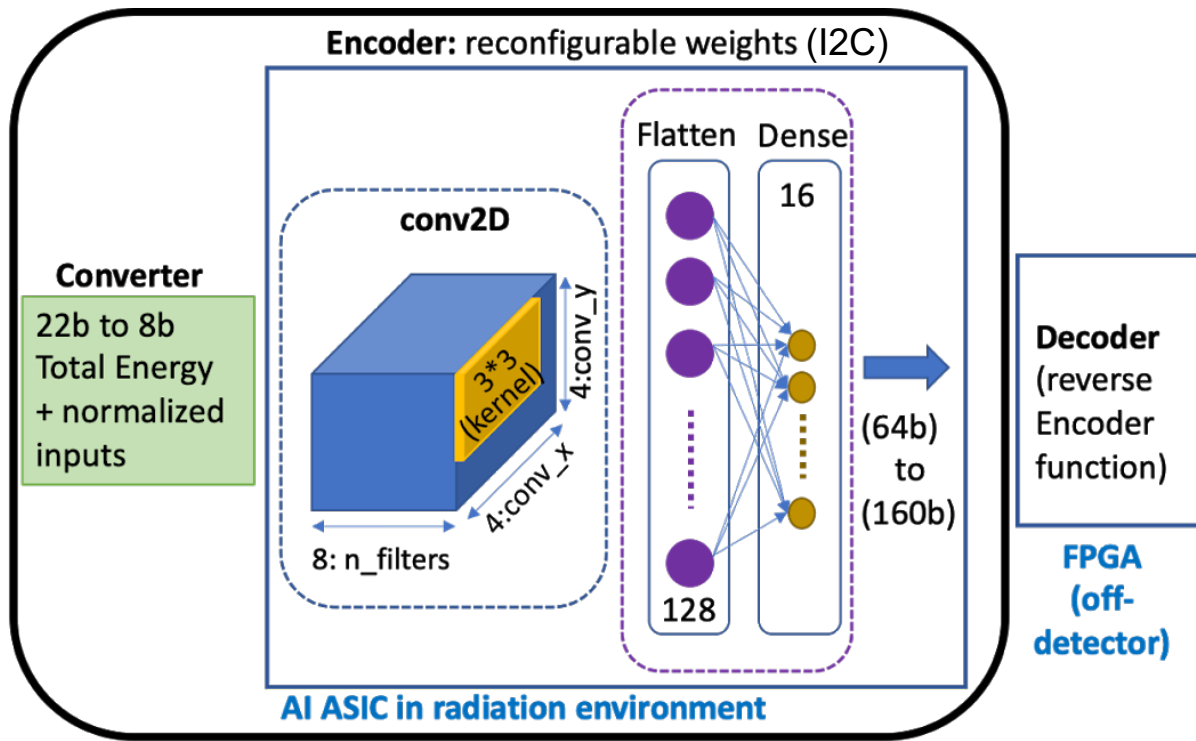 Encoder: reconfigurable weights (I2C)
Converter
22b to 8b
Total Energy
+ normalized
inputs
conv2D
3*3
(kernel)
4:conv_y
4:conv_x
8: n_filters
Flatten
128
Dense
16
(64b)
to
(160b)
Decoder
(reverse
Encoder
function)
FPGA
(off-
detector)
AI ASIC in radiation environment